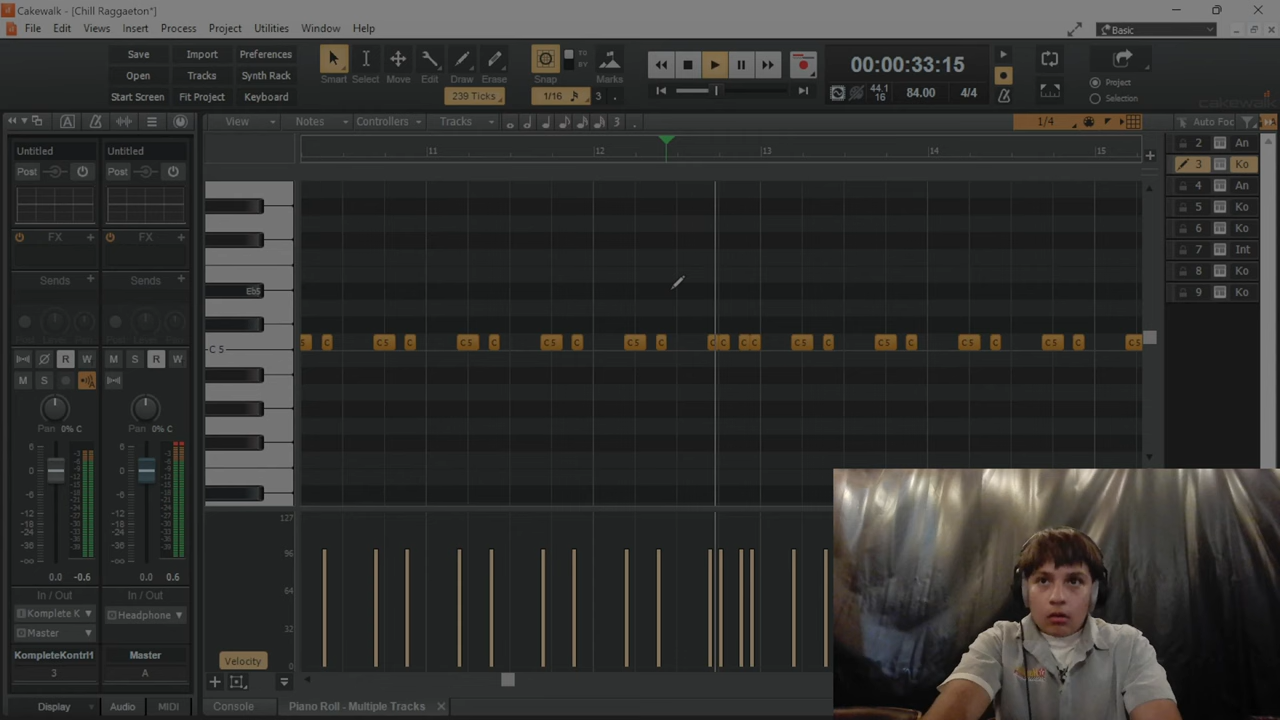 Cakewalk - [Chill Raggaeton*]
File Edit Views Insert Process Project Utilities Window Help
Basic
Save Import Preferences
Open Tracks Synth Rack
Start Screen Fit Project Keyboard
Smart Select Move Edit Draw Erase Snap Marks
TO
BY
239 Ticks 1/16 3 .
00:00:33:15
44.1
16
84.00 4/4
Project
Selection
cakewalk
View Notes Controllers Tracks 3 . 1/4 Auto Foc
Untitled Untitled
Post Post
FX FX
Sends Sends
R W M S R W
M S
Pan 0% C Pan 0% C
0.0 -0.6 0.0 0.6
In / Out In / Out
Komplete K Headphone
Master
KompleteKontrl1 Master
3 A
Display Audio MIDI
11 12 13 14 15
Eb5
C 5
5 C C5 C C5 C C5 C C5 C C C C C C5 C C5 C C5 C C5 C C5
127
96
64
32
0
Velocity
Console Piano Roll - Multiple Tracks
2 An
3 Ko
4 An
5 Ko
6 Ko
7 Int
8 Ko
9 Ko